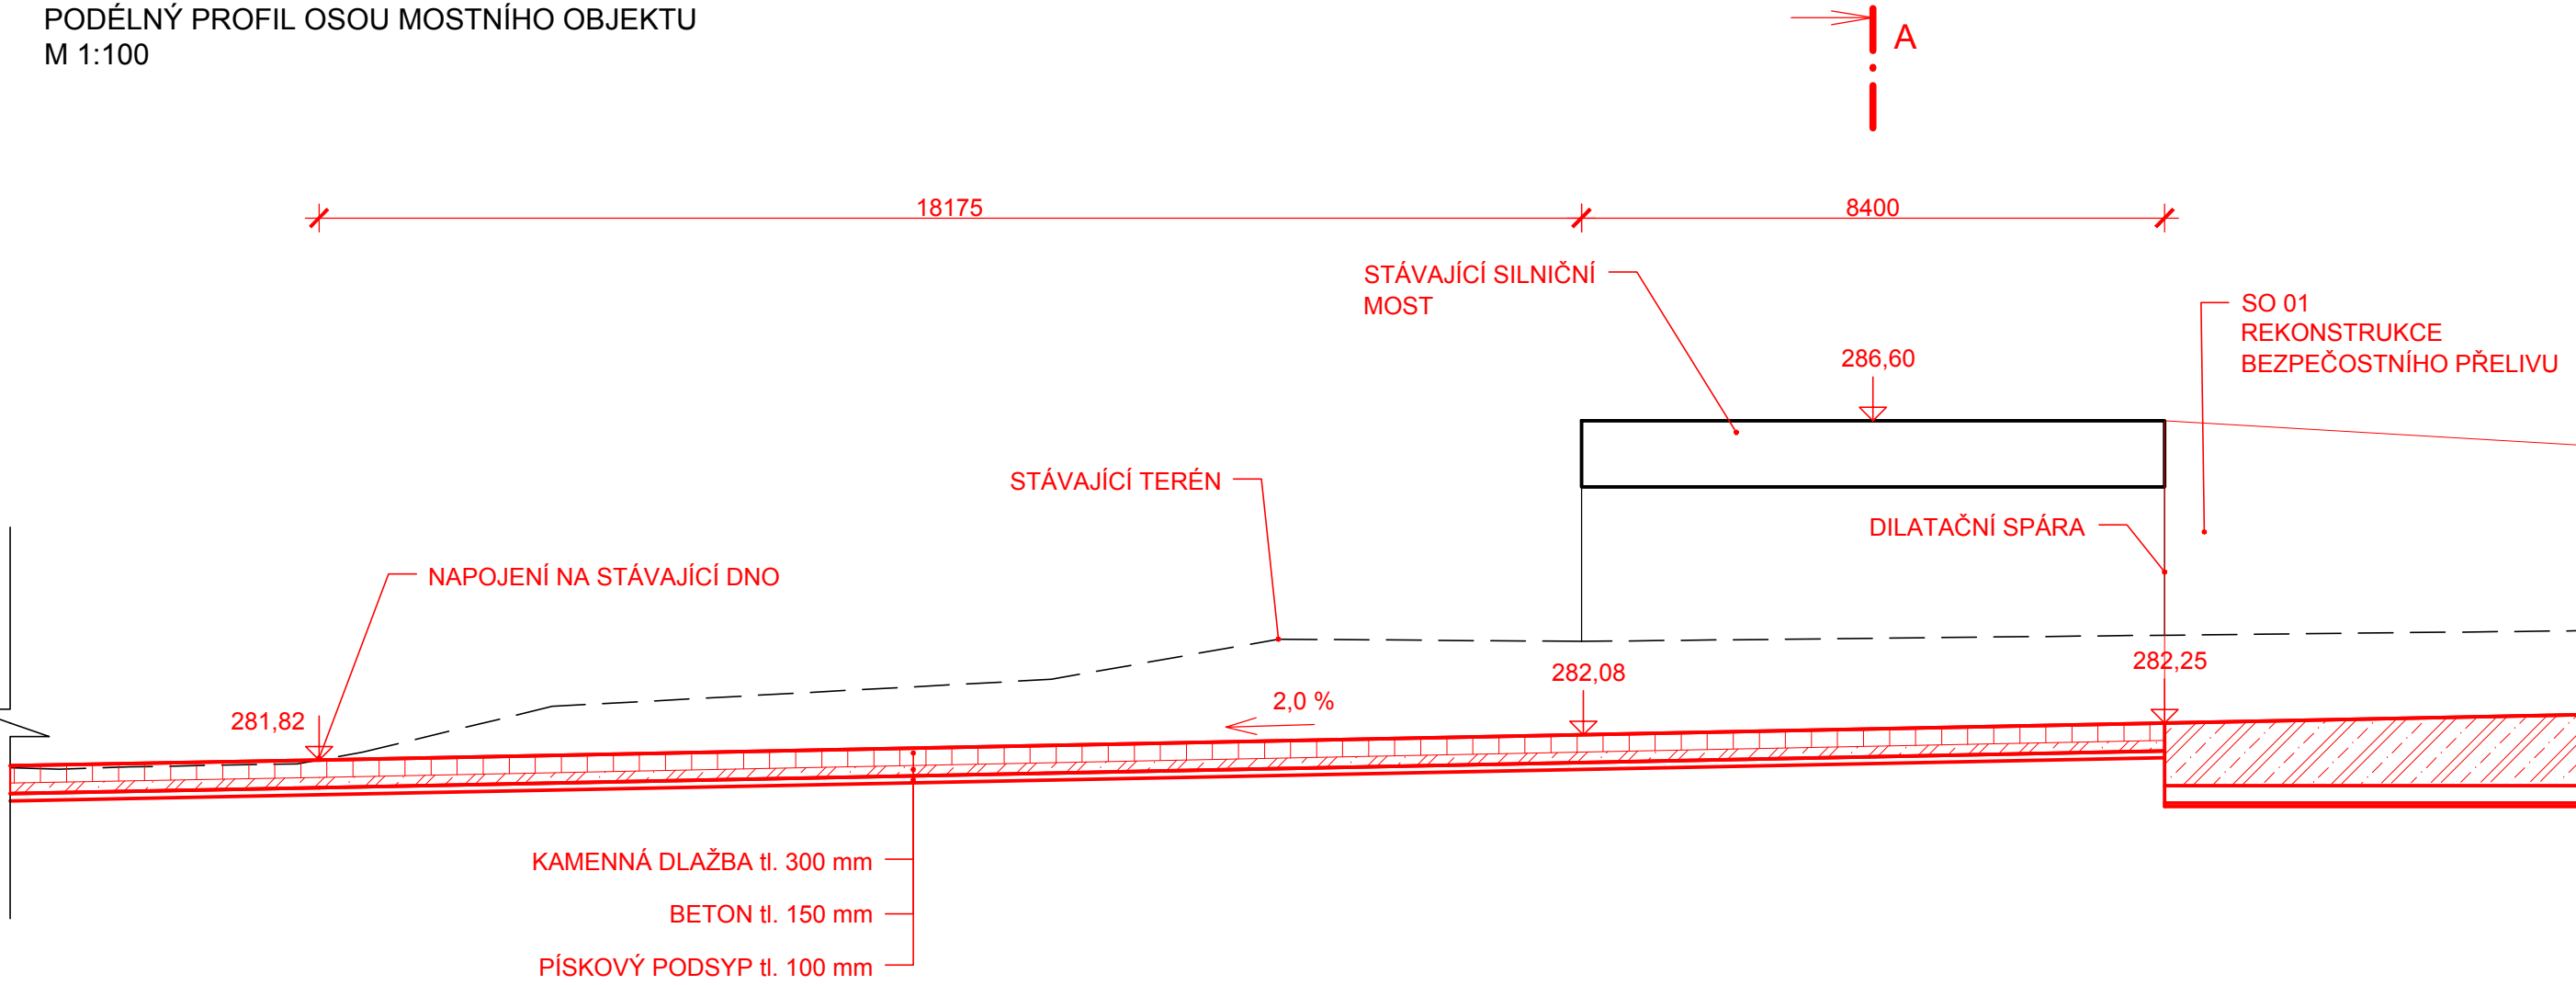 PODÉLNÝ PROFIL OSOU MOSTNÍHO OBJEKTU
M 1:100
A
18175
8400
STÁVAJÍCÍ SILNIČNÍ
MOST
SO 01
REKONSTRUKCE
BEZPEČOSTNÍHO PŘELIVU
286,60
STÁVAJÍCÍ TERÉN
DILATAČNÍ SPÁRA
NAPOJENÍ NA STÁVAJÍCÍ DNO
282,08
282,25
2,0 %
281,82
KAMENNÁ DLAŽBA tl. 300 mm
BETON tl. 150 mm
PÍSKOVÝ PODSYP tl. 100 mm